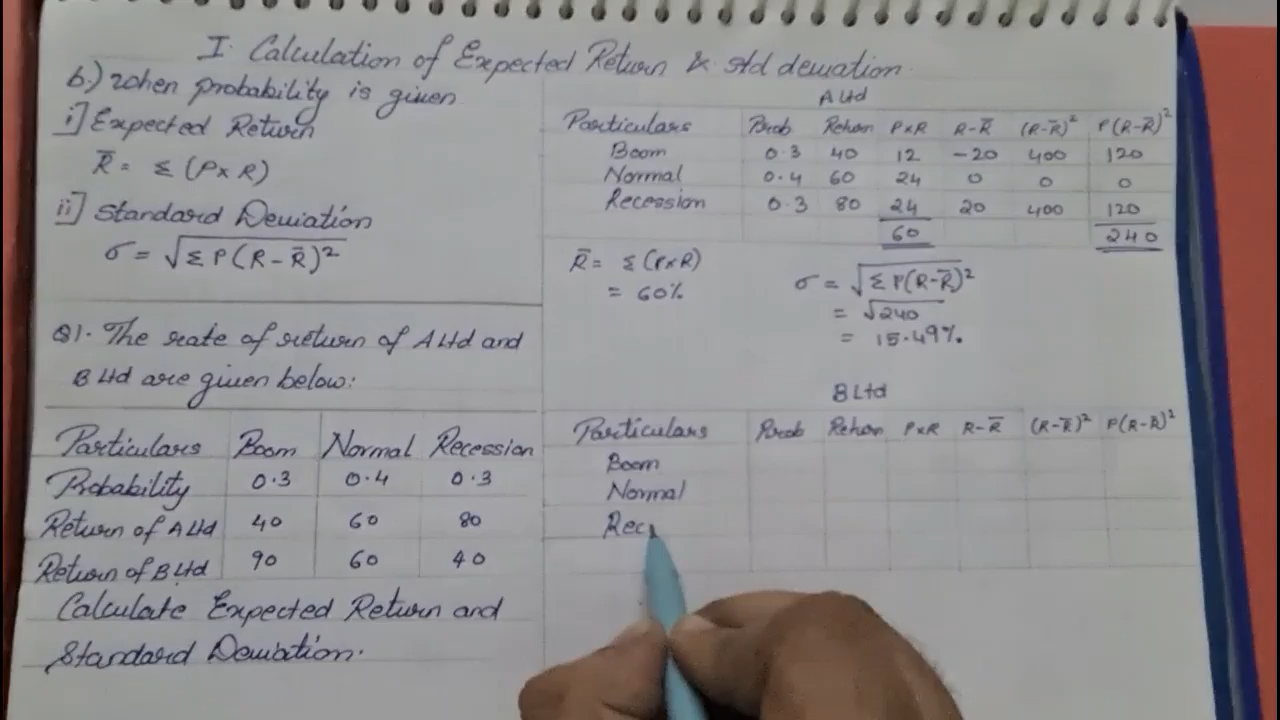 I. Calculation of Expected Return & std deviation
b.) When probability is given
i] Expected Return
R̄ = Σ (P×R)
ii] Standard Deviation
σ = √ΣP(R-R̄)²
Q1. The rate of return of A Ltd and
B Ltd are given below:
Particulars Boom Normal Recession
Probability 0.3 0.4 0.3
Return of A Ltd 40 60 80
Return of B Ltd 90 60 40
Calculate Expected Return and
Standard Deviation.
A Ltd
Particulars Prob Return P×R R-R̄ (R-R̄)² P(R-R̄)²
Boom 0.3 40 12 -20 400 120
Normal 0.4 60 24 0 0 0
Recession 0.3 80 24 20 400 120
60 240
R̄ = Σ(P×R)
= 60%
σ = √ΣP(R-R̄)²
= √240
= 15.49%
B Ltd
Particulars Prob Return P×R R-R̄ (R-R̄)² P(R-R̄)²
Boom
Normal
Rec